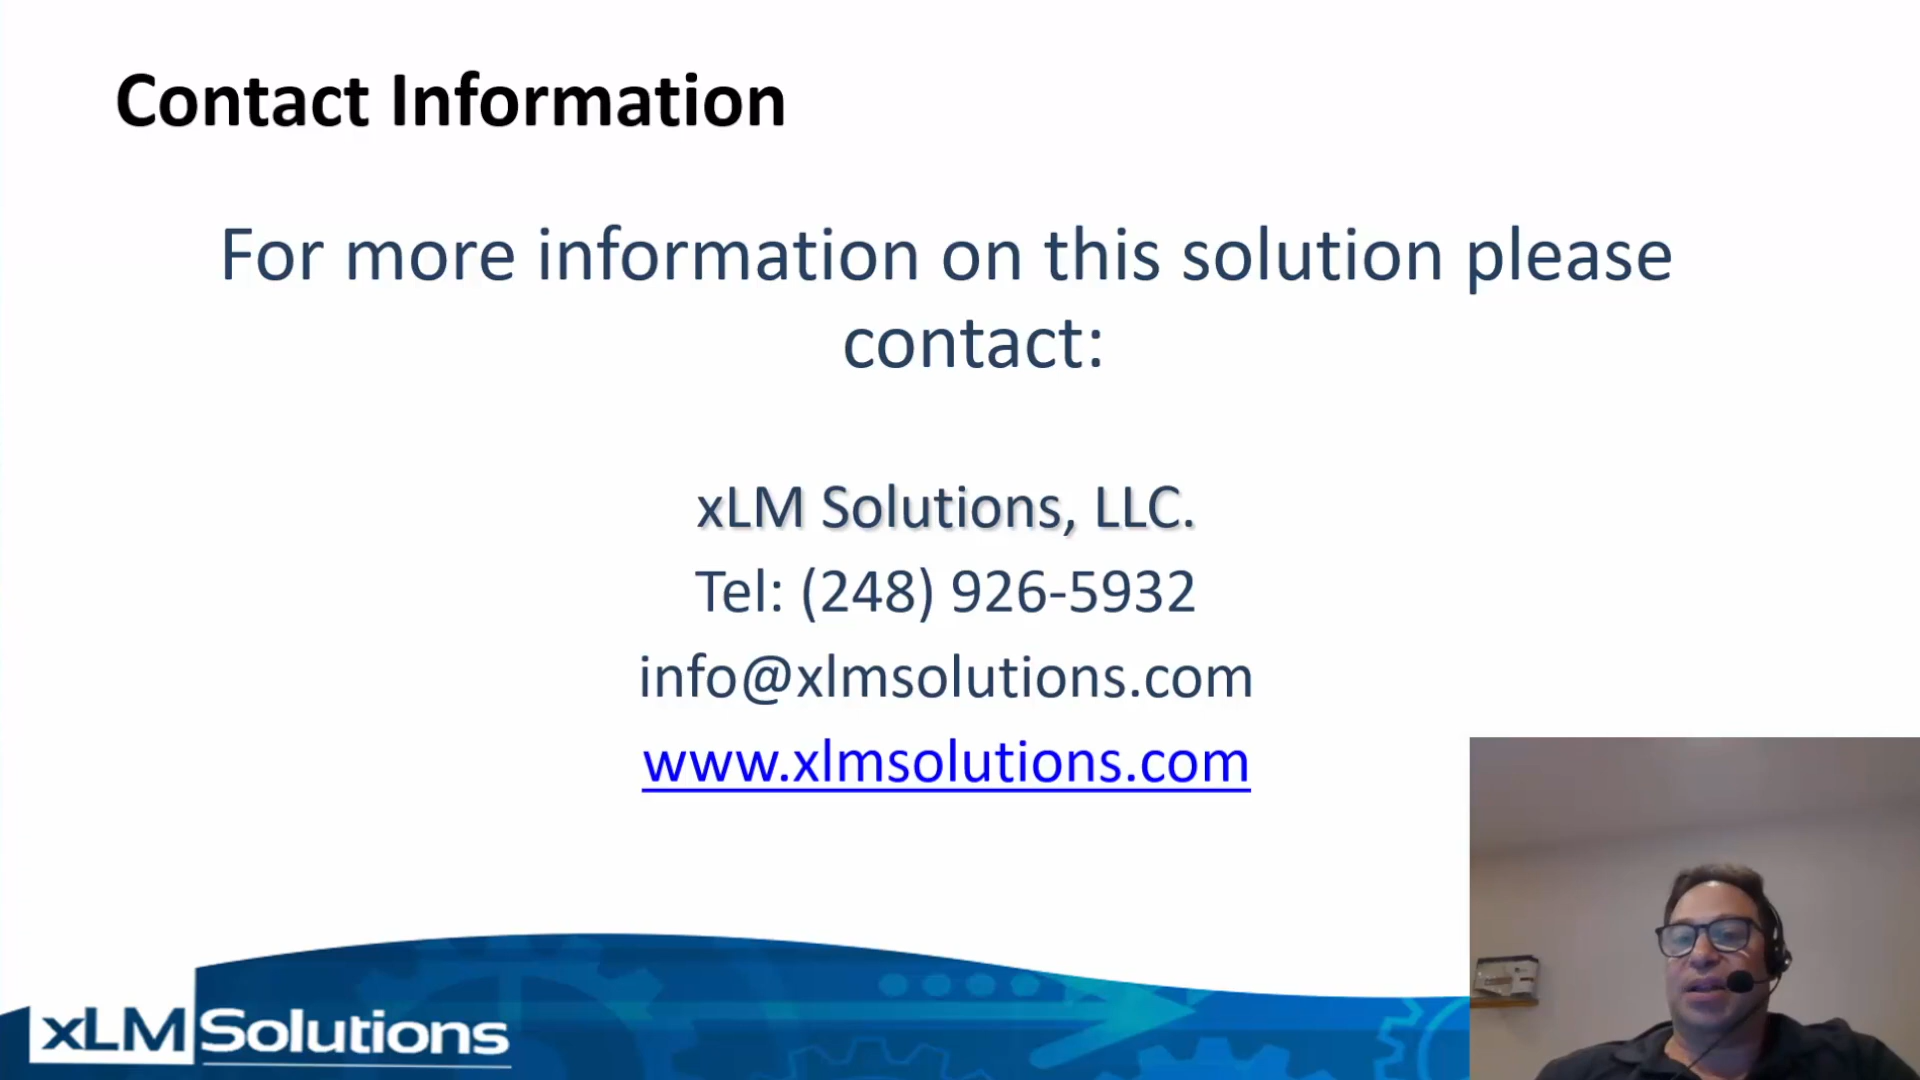 Contact Information
For more information on this solution please
contact:
xLM Solutions, LLC.
Tel: (248) 926-5932
info@xlmsolutions.com
www.xlmsolutions.com
xLM Solutions